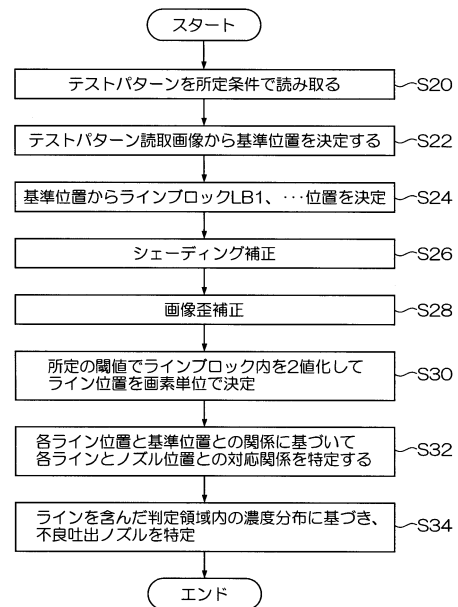 スタート
テストパターンを所定条件で読み取る
S20
テストパターン読取画像から基準位置を決定する
S22
基準位置からラインブロックLB1、･･･位置を決定
S24
シェーディング補正
S26
画像歪補正
S28
所定の閾値でラインブロック内を2値化して
ライン位置を画素単位で決定
S30
各ライン位置と基準位置との関係に基づいて
各ラインとノズル位置との対応関係を特定する
S32
ラインを含んだ判定領域内の濃度分布に基づき、
不良吐出ノズルを特定
S34
エンド